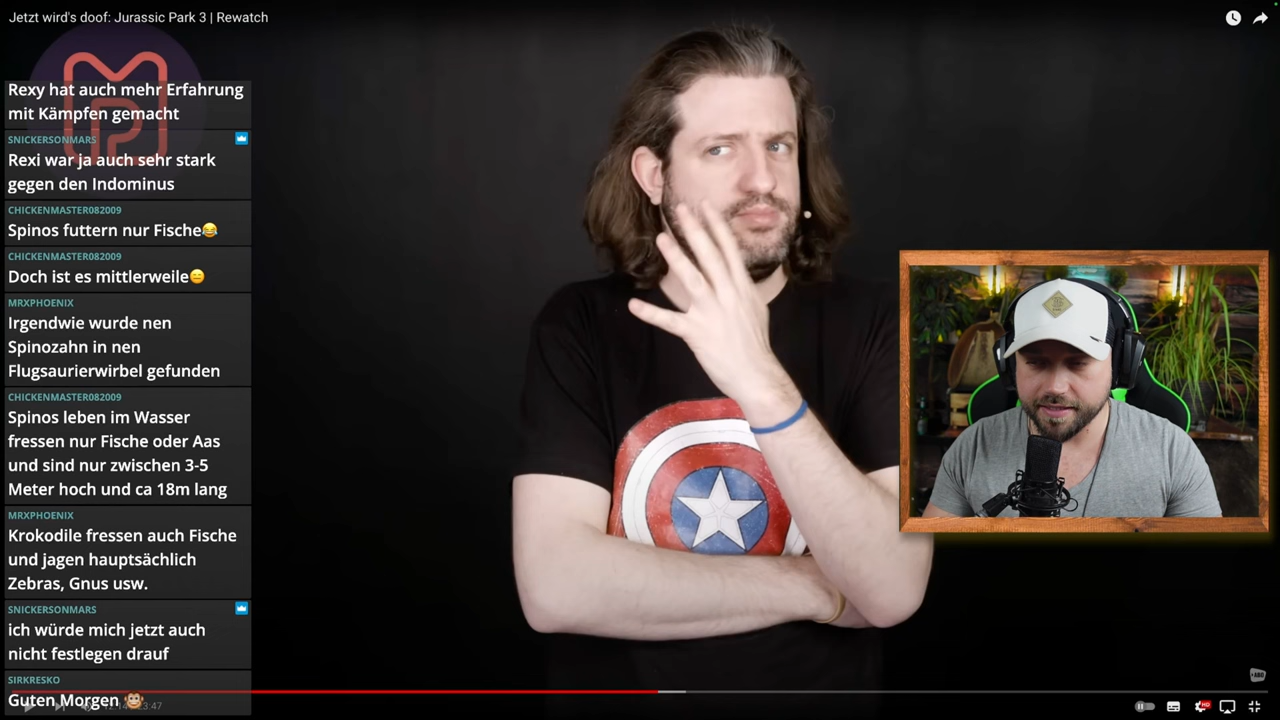 Jetzt wird's doof: Jurassic Park 3 | Rewatch
Rexy hat auch mehr Erfahrung
mit Kämpfen gemacht
SNICKERSONMARS
Rexi war ja auch sehr stark
gegen den Indominus
CHICKENMASTER082009
Spinos futtern nur Fische😂
CHICKENMASTER082009
Doch ist es mittlerweile😑
MRXPHOENIX
Irgendwie wurde nen
Spinozahn in nen
Flugsaurierwirbel gefunden
CHICKENMASTER082009
Spinos leben im Wasser
fressen nur Fische oder Aas
und sind nur zwischen 3-5
Meter hoch und ca 18m lang
MRXPHOENIX
Krokodile fressen auch Fische
und jagen hauptsächlich
Zebras, Gnus usw.
SNICKERSONMARS
ich würde mich jetzt auch
nicht festlegen drauf
SIRKRESKO
Guten Morgen 🐵
HD